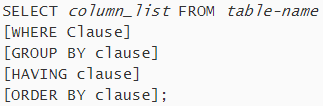 SELECT column_list FROM table-name
[WHERE Clause]
[GROUP BY clause]
[HAVING clause]
[ORDER BY clause];